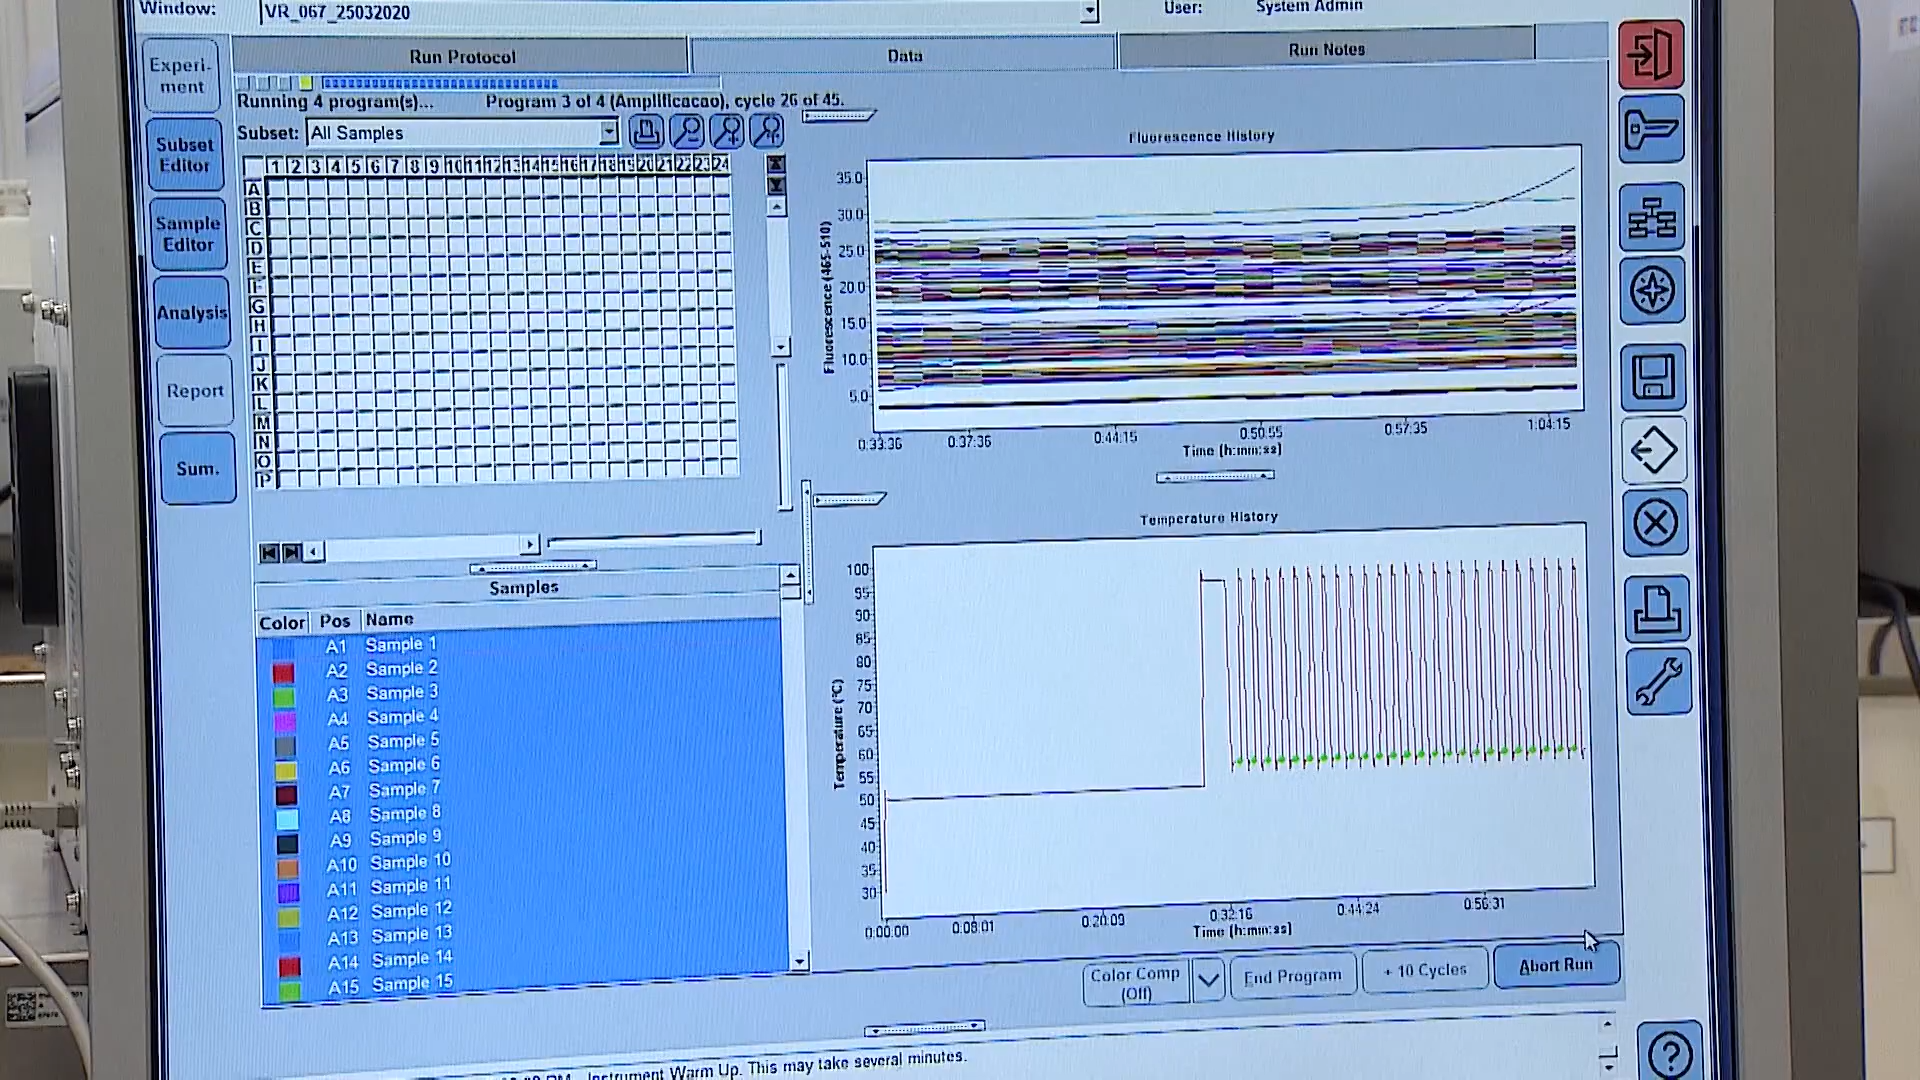 Window: VR_067_25032020 User: System Admin
Run Protocol Data Run Notes
Running 4 program(s)... Program 3 of 4 (Amplificacao), cycle 26 of 45.
Subset: All Samples
Experi-
ment
Subset
Editor
Sample
Editor
Analysis
Report
Sum.
1 2 3 4 5 6 7 8 9 10 11 12 13 14 15 16 17 18 19 20 21 22 23 24
A
B
C
D
E
F
G
H
I
J
K
L
M
N
O
P
Samples
Color Pos Name
A1 Sample 1
A2 Sample 2
A3 Sample 3
A4 Sample 4
A5 Sample 5
A6 Sample 6
A7 Sample 7
A8 Sample 8
A9 Sample 9
A10 Sample 10
A11 Sample 11
A12 Sample 12
A13 Sample 13
A14 Sample 14
A15 Sample 15
Fluorescence History
Fluorescence (465-510)
35.0
30.0
25.0
20.0
15.0
10.0
5.0
0:33:36 0:37:36 0:44:15 0:50:55 0:57:35 1:04:15
Time (h:mm:ss)
Temperature History
Temperature (°C)
100
95
90
85
80
75
70
65
60
55
50
45
40
35
30
0:00:00 0:08:01 0:20:09 0:32:16 0:44:24 0:56:31
Time (h:mm:ss)
Color Comp
(Off)
End Program
+ 10 Cycles
Abort Run
Instrument Warm Up. This may take several minutes.